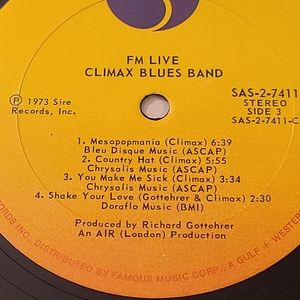 FM LIVE
CLIMAX BLUES BAND
℗ 1973 Sire
Records, Inc.
SAS-2-7411
STEREO
SIDE 3
SAS-2-7411-C
1. Mesopopmania (Climax) 6:39
Bleu Disque Music (ASCAP)
2. Country Hat (Climax) 5:55
Chrysalis Music (ASCAP)
3. You Make Me Sick (Climax) 3:34
Chrysalis Music (ASCAP)
4. Shake Your Love (Gottehrer & Climax) 2:30
Doraflo Music (BMI)
Produced by Richard Gottehrer
An AIR (London) Production
INC. DISTRIBUTED BY FAMOUS MUSIC CORP., A GULF + WESTERN